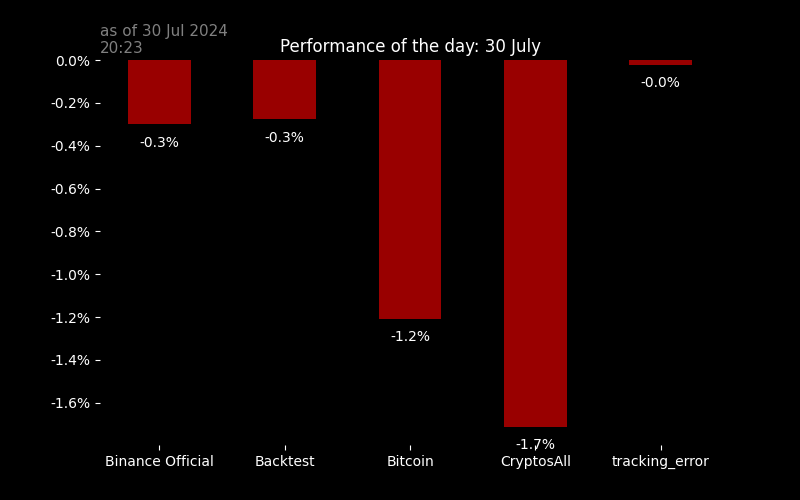 as of 30 Jul 2024
20:23
Performance of the day: 30 July
0.0%
-0.2%
-0.4%
-0.6%
-0.8%
-1.0%
-1.2%
-1.4%
-1.6%
-0.3%
-0.3%
-1.2%
-1.7%
-0.0%
Binance Official
Backtest
Bitcoin
CryptosAll
tracking_error